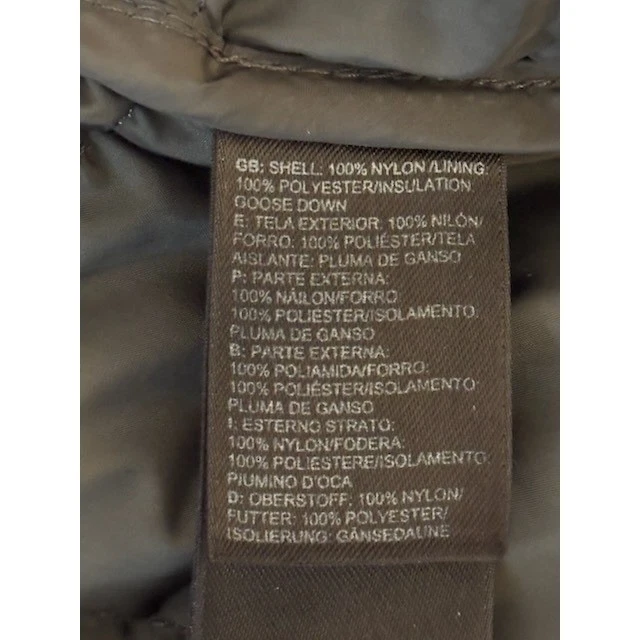 GB: SHELL: 100% NYLON /LINING:
100% POLYESTER/INSULATION:
GOOSE DOWN
E: TELA EXTERIOR: 100% NILÓN/
FORRO: 100% POLIÉSTER/TELA
AISLANTE: PLUMA DE GANSO
P: PARTE EXTERNA:
100% NÁILON/FORRO
100% POLIESTER/ISOLAMENTO:
PLUMA DE GANSO
B: PARTE EXTERNA:
100% POLIAMIDA/FORRO:
100% POLIÉSTER/ISOLAMENTO:
PLUMA DE GANSO
I: ESTERNO STRATO:
100% NYLON/FODERA:
100% POLIESTERE/ISOLAMENTO:
PIUMINO D'OCA
D: OBERSTOFF: 100% NYLON/
FUTTER: 100% POLYESTER/
ISOLIERUNG: GÄNSEDAUNE